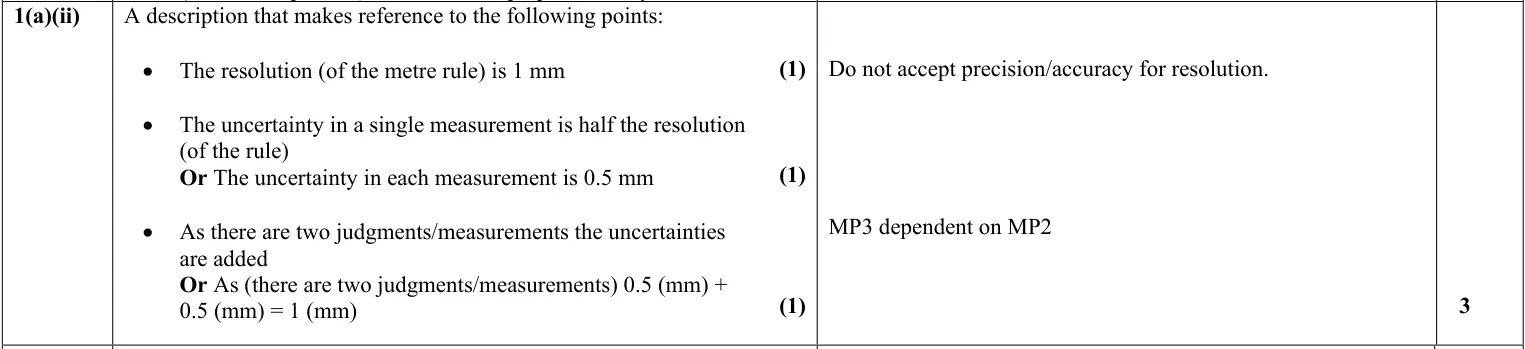 1(a)(ii) A description that makes reference to the following points:
• The resolution (of the metre rule) is 1 mm (1) Do not accept precision/accuracy for resolution.
• The uncertainty in a single measurement is half the resolution
(of the rule)
Or The uncertainty in each measurement is 0.5 mm (1)
• As there are two judgments/measurements the uncertainties MP3 dependent on MP2
are added
Or As (there are two judgments/measurements) 0.5 (mm) +
0.5 (mm) = 1 (mm) (1) 3